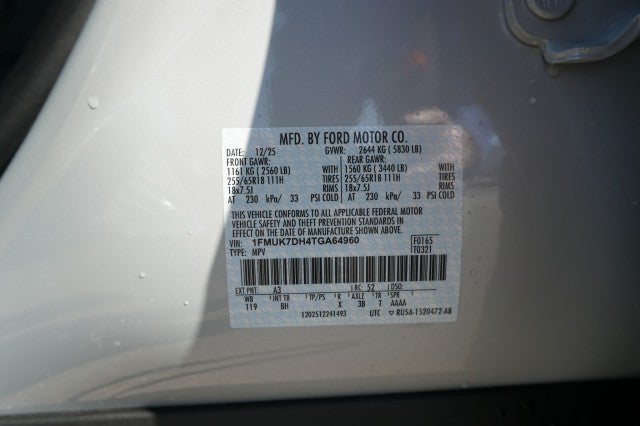 MFD. BY FORD MOTOR CO.
DATE: 12/25 GVWR: 2644 KG ( 5830 LB)
FRONT GAWR: REAR GAWR:
1161 KG ( 2560 LB) WITH 1560 KG ( 3440 LB) WITH
255/65R18 111H TIRES 255/65R18 111H TIRES
18x7.5J RIMS 18x7.5J RIMS
AT 230 kPa/ 33 PSI COLD AT 230 kPa/ 33 PSI COLD
THIS VEHICLE CONFORMS TO ALL APPLICABLE FEDERAL MOTOR
VEHICLE SAFETY AND THEFT PREVENTION STANDARDS IN
EFFECT ON THE DATE OF MANUFACTURE SHOWN ABOVE.
VIN: 1FMUK7DH4TGA64960 F0165
TYPE: MPV T0321
EXT PNT: A3 RC: 52 DSO:
WB INT TR TP/PS R AXLE TR SPR
119 BH X 3B T AAAA
1202512241493 UTC RU5A-1520472-AB